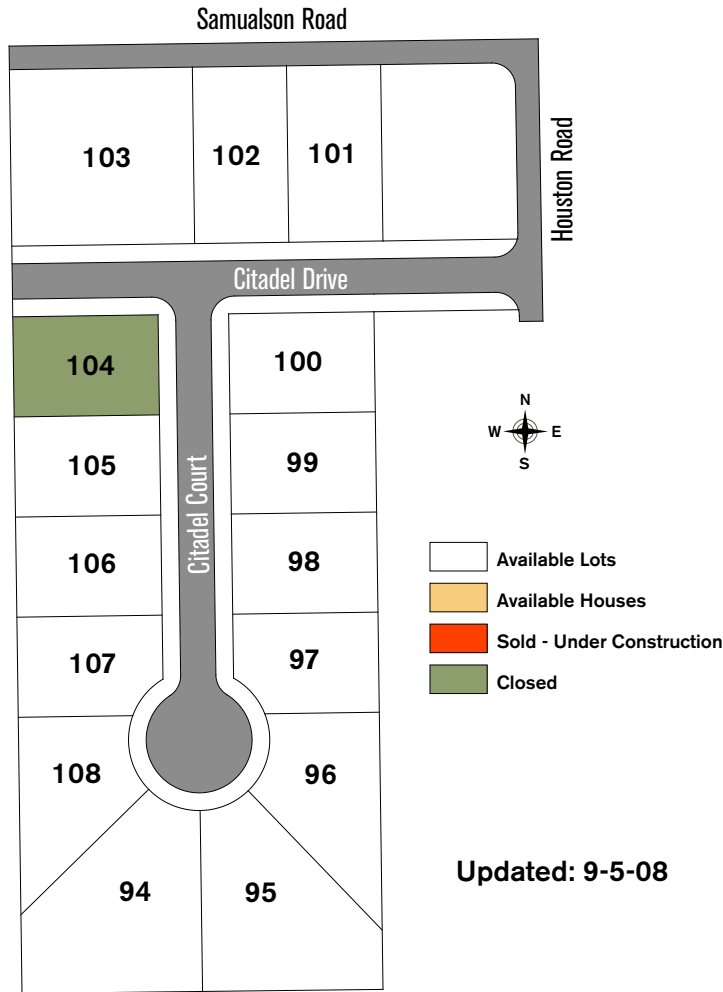 Samualson Road
103
102
101
Houston Road
Citadel Drive
104
100
N
W
E
S
105
99
Citadel Court
106
98
Available Lots
Available Houses
Sold - Under Construction
Closed
107
97
108
96
94
95
Updated: 9-5-08